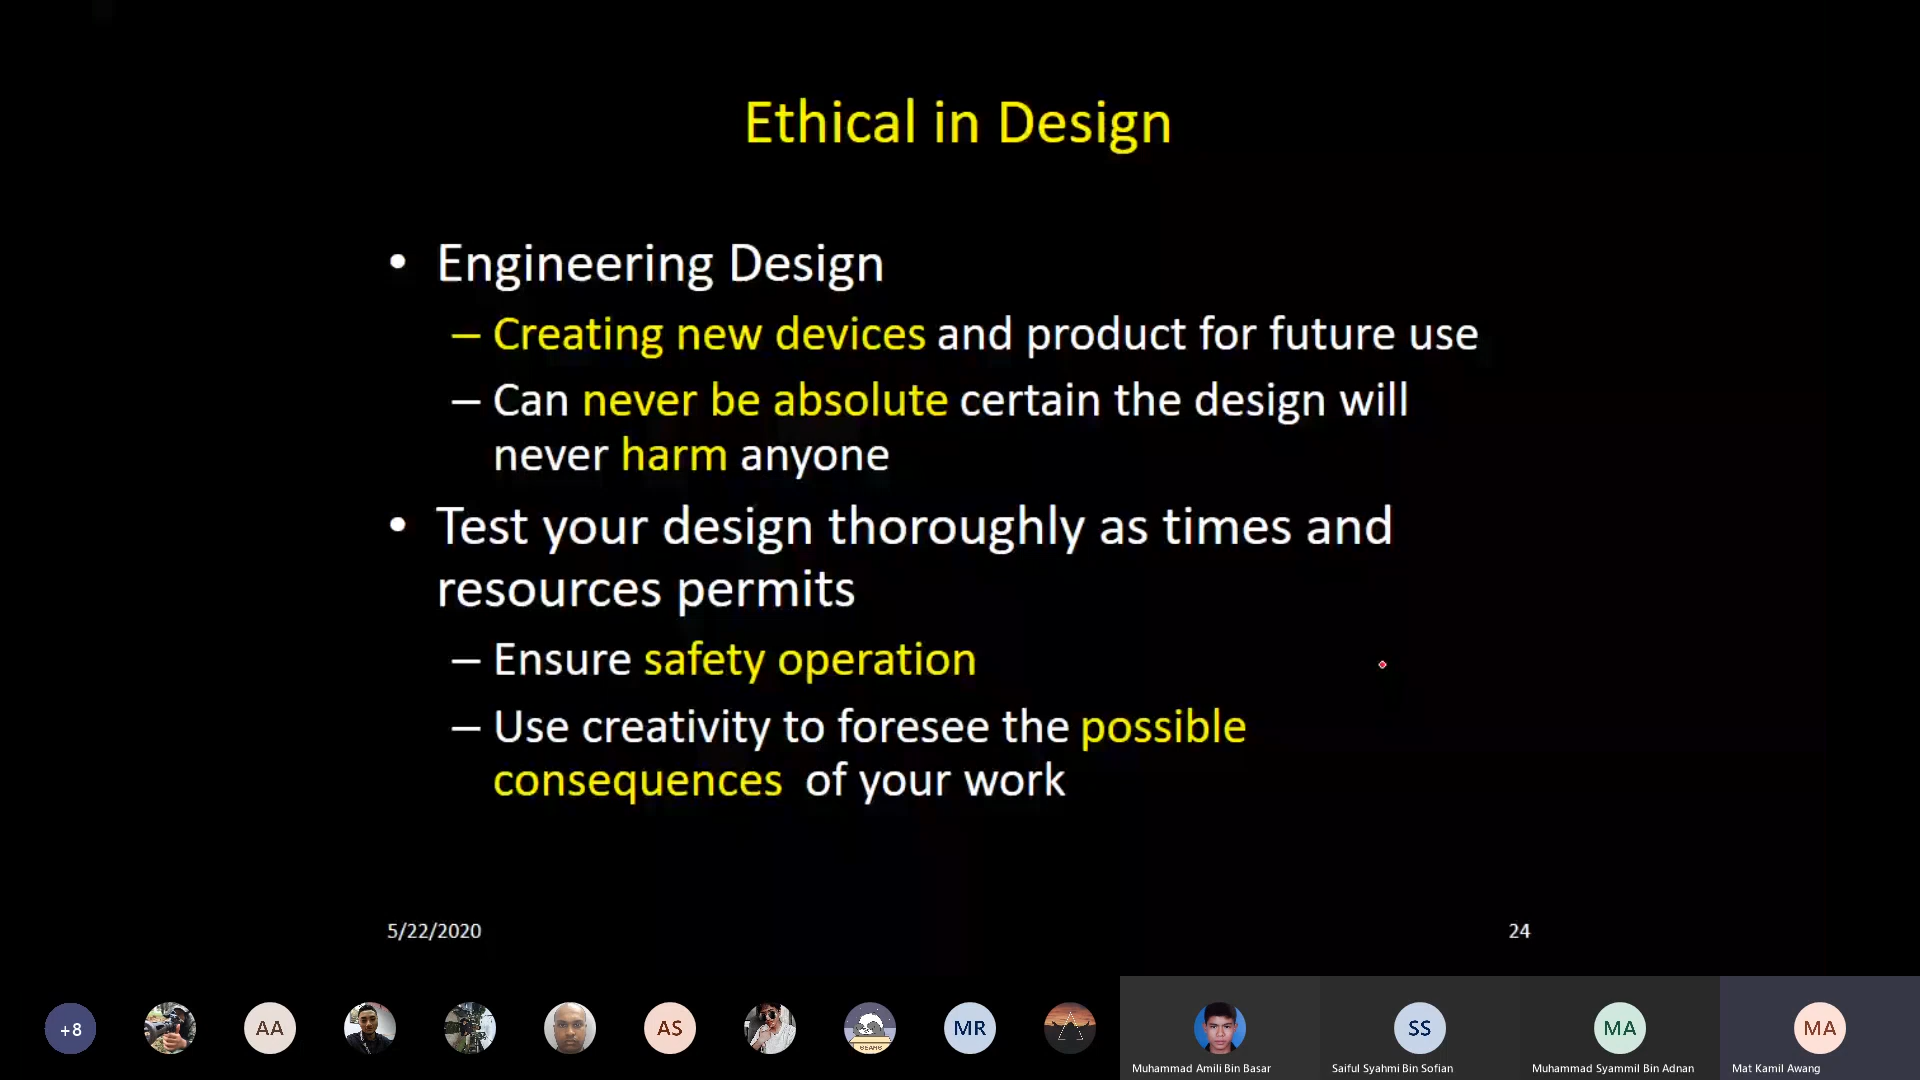 Ethical in Design
• Engineering Design
– Creating new devices and product for future use
– Can never be absolute certain the design will
never harm anyone
• Test your design thoroughly as times and
resources permits
– Ensure safety operation
– Use creativity to foresee the possible
consequences of your work
5/22/2020
24
+8
AA
AS
BEARS
MR
SS
MA
MA
Muhammad Amili Bin Basar
Saiful Syahmi Bin Sofian
Muhammad Syammil Bin Adnan
Mat Kamil Awang